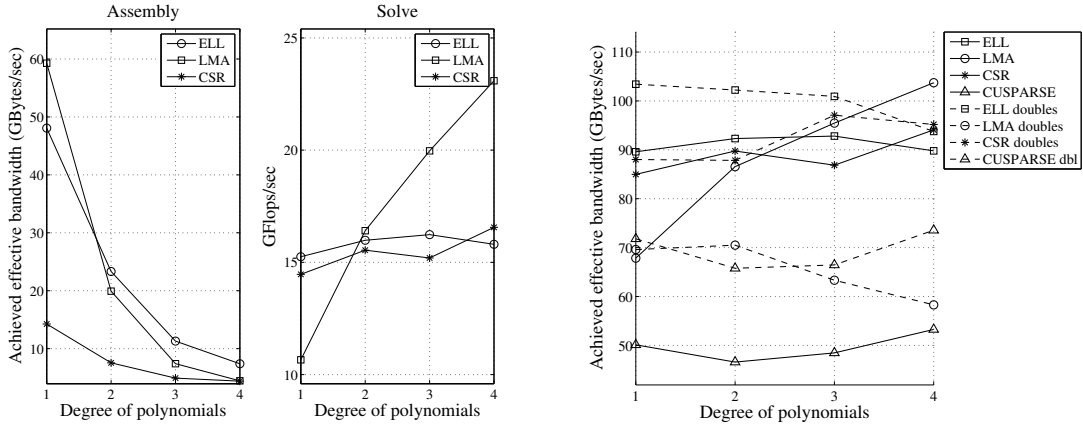 Assembly
Achieved effective bandwidth (GBytes/sec)
60
50
40
30
20
10
1
2
3
4
Degree of polynomials
ELL
LMA
CSR
Solve
GFlops/sec
25
20
15
10
1
2
3
4
Degree of polynomials
ELL
LMA
CSR
Achieved effective bandwidth (GBytes/sec)
110
100
90
80
70
60
50
1
2
3
4
Degree of polynomials
ELL
LMA
CSR
CUSPARSE
ELL doubles
LMA doubles
CSR doubles
CUSPARSE dbl